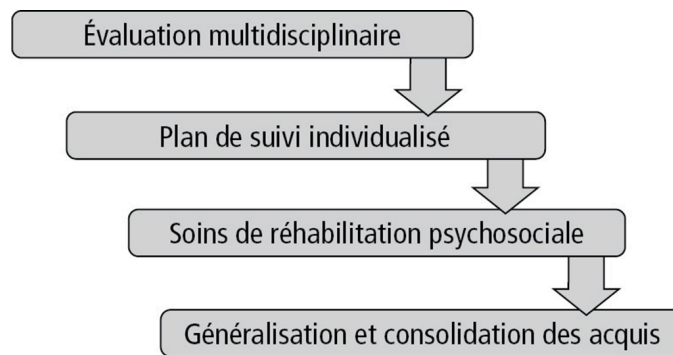 Évaluation multidisciplinaire
Plan de suivi individualisé
Soins de réhabilitation psychosociale
Généralisation et consolidation des acquis